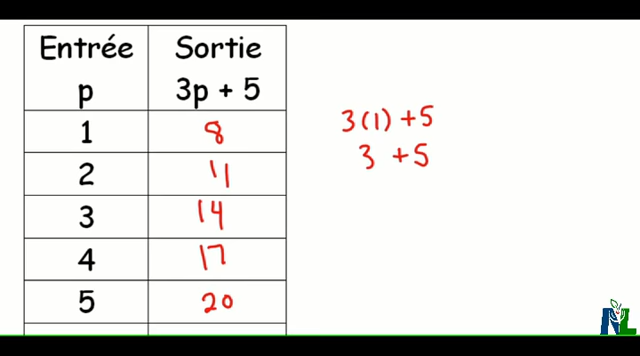 Entrée Sortie
p 3p + 5
1 8 3(1) +5
2 11 3 +5
3 14
4 17
5 20
NL